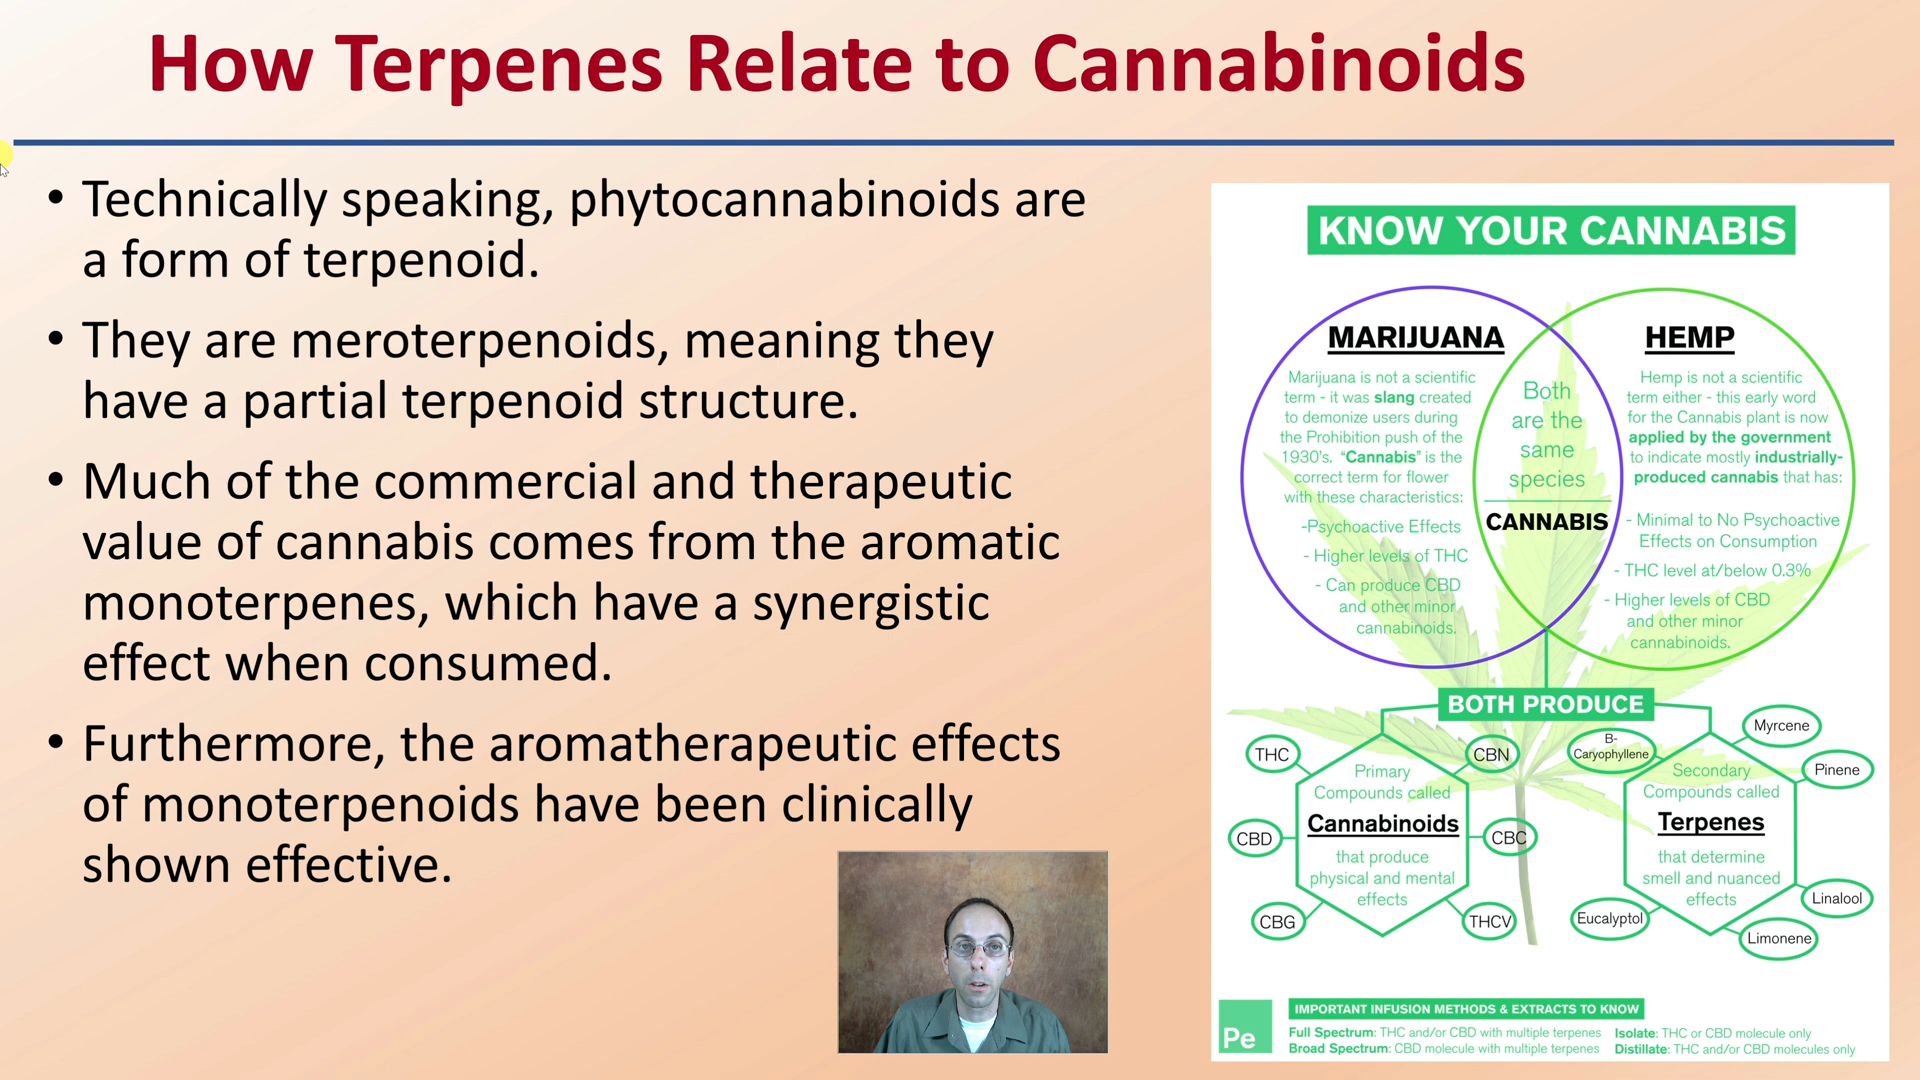 How Terpenes Relate to Cannabinoids
• Technically speaking, phytocannabinoids are
a form of terpenoid.
• They are meroterpenoids, meaning they
have a partial terpenoid structure.
• Much of the commercial and therapeutic
value of cannabis comes from the aromatic
monoterpenes, which have a synergistic
effect when consumed.
• Furthermore, the aromatherapeutic effects
of monoterpenoids have been clinically
shown effective.
KNOW YOUR CANNABIS
MARIJUANA
Marijuana is not a scientific
term - it was slang created
to demonize users during
the Prohibition push of the
1930's. "Cannabis" is the
correct term for flower
with these characteristics:
-Psychoactive Effects
- Higher levels of THC
- Can produce CBD
and other minor
cannabinoids.
Both
are the
same
species
CANNABIS
HEMP
Hemp is not a scientific
term either - this early word
for the Cannabis plant is now
applied by the government
to indicate mostly industrially-
produced cannabis that has:
- Minimal to No Psychoactive
Effects on Consumption
- THC level at/below 0.3%
- Higher levels of CBD
and other minor
cannabinoids.
BOTH PRODUCE
THC
CBN
CBD
CBC
CBG
THCV
Primary
Compounds called
Cannabinoids
that produce
physical and mental
effects
B-
Caryophyllene
Myrcene
Pinene
Secondary
Compounds called
Terpenes
that determine
smell and nuanced
effects
Linalool
Eucalyptol
Limonene
Pe
IMPORTANT INFUSION METHODS & EXTRACTS TO KNOW
Full Spectrum: THC and/or CBD with multiple terpenes
Broad Spectrum: CBD molecule with multiple terpenes
Isolate: THC or CBD molecule only
Distillate: THC and/or CBD molecules only